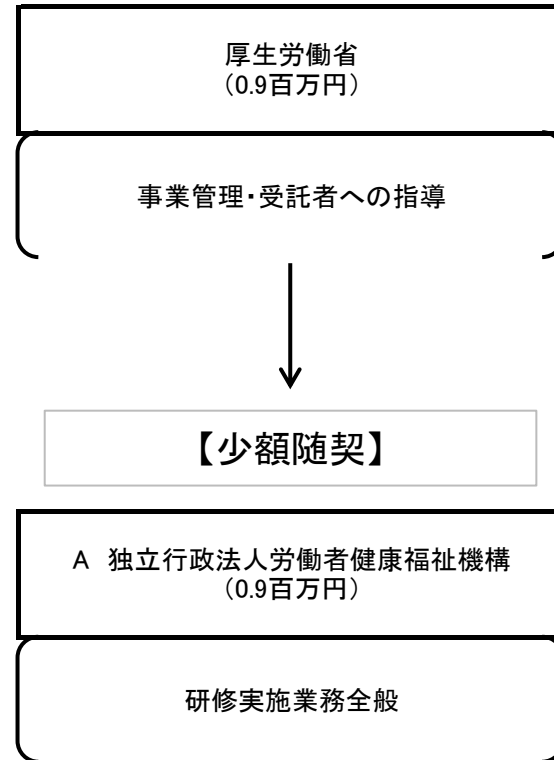 厚生労働省
（0.9百万円）
事業管理・受託者への指導
【少額随契】
A　独立行政法人労働者健康福祉機構
（0.9百万円）
研修実施業務全般